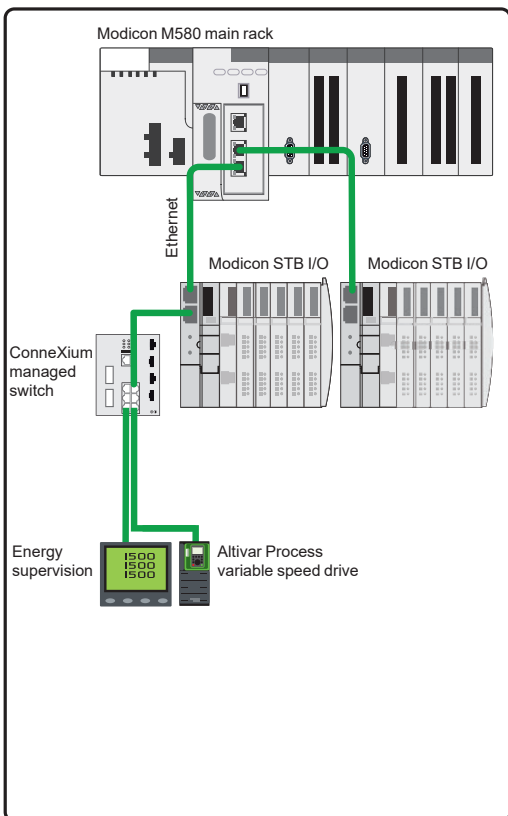 Modicon M580 main rack
Ethernet
Modicon STB I/O
Modicon STB I/O
ConneXium
managed
switch
Energy
supervision
1500
1500
1500
Altivar Process
variable speed drive